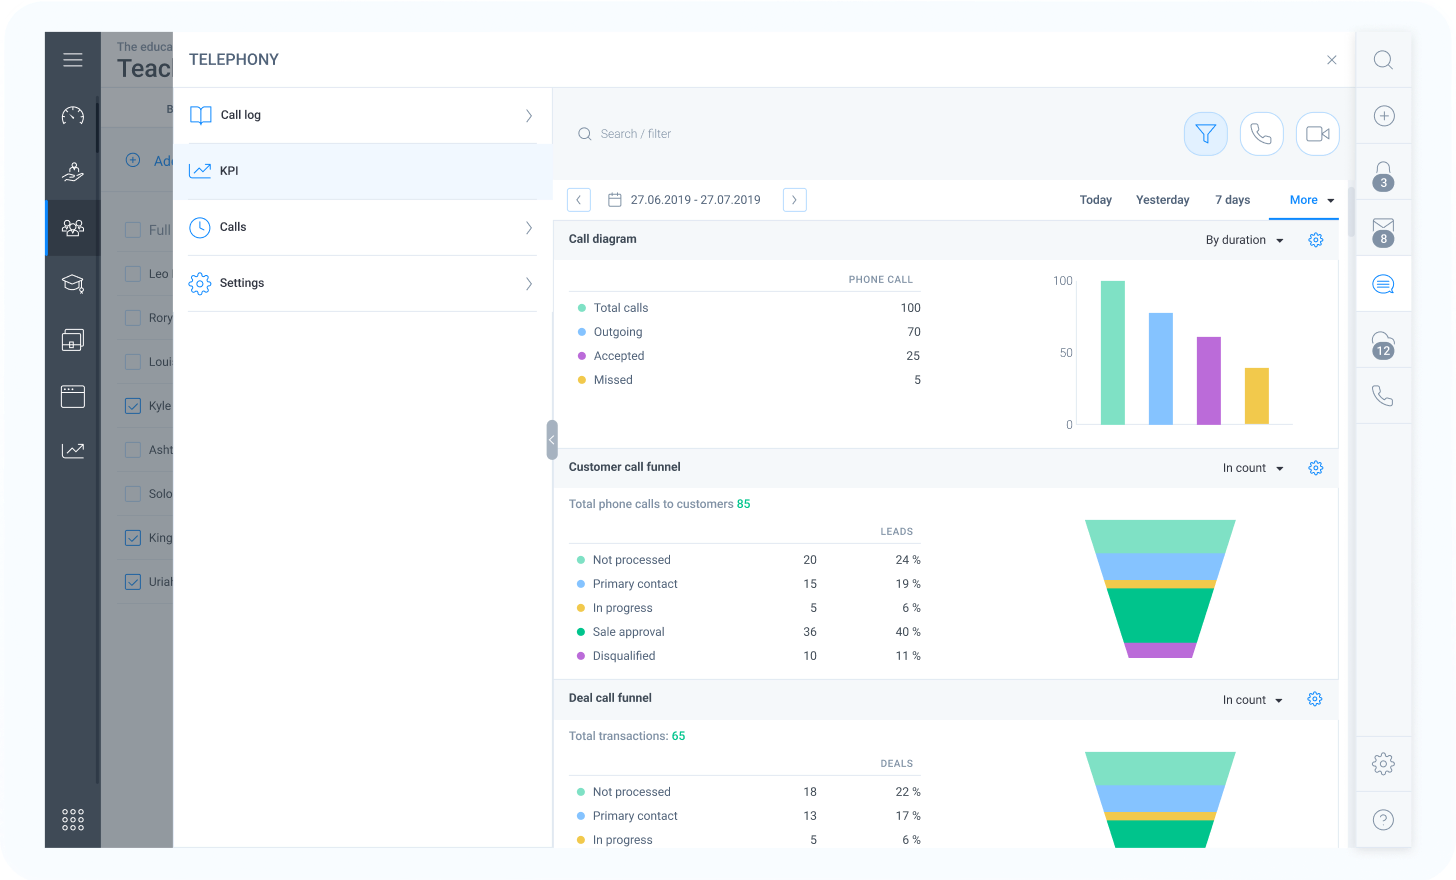 The educa
Teac
TELEPHONY
B
Add
Full
Leo
Rory
Louis
Kyle
Asht
Solo
King
Uriah
Call log
KPI
Calls
Settings
Search / filter
27.06.2019 - 27.07.2019
Today Yesterday 7 days More
Call diagram By duration
PHONE CALL
Total calls 100
Outgoing 70
Accepted 25
Missed 5
100
50
0
Customer call funnel In count
Total phone calls to customers 85
LEADS
Not processed 20 24 %
Primary contact 15 19 %
In progress 5 6 %
Sale approval 36 40 %
Disqualified 10 11 %
Deal call funnel In count
Total transactions: 65
DEALS
Not processed 18 22 %
Primary contact 13 17 %
In progress 5 6 %
3
8
12